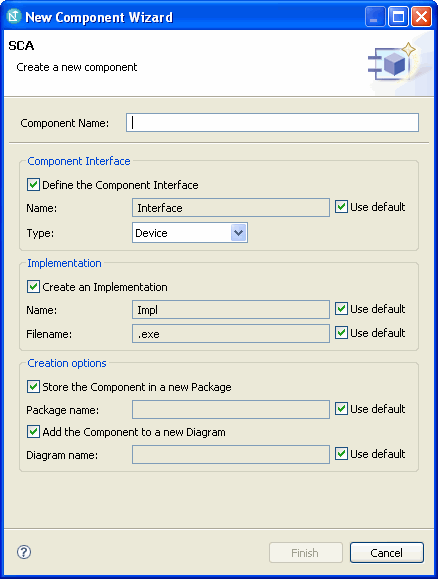 New Component Wizard
SCA
Create a new component
Component Name:
Component Interface
Define the Component Interface
Name: Interface Use default
Type: Device
Implementation
Create an Implementation
Name: Impl Use default
Filename: .exe Use default
Creation options
Store the Component in a new Package
Package name: Use default
Add the Component to a new Diagram
Diagram name: Use default
? Finish Cancel